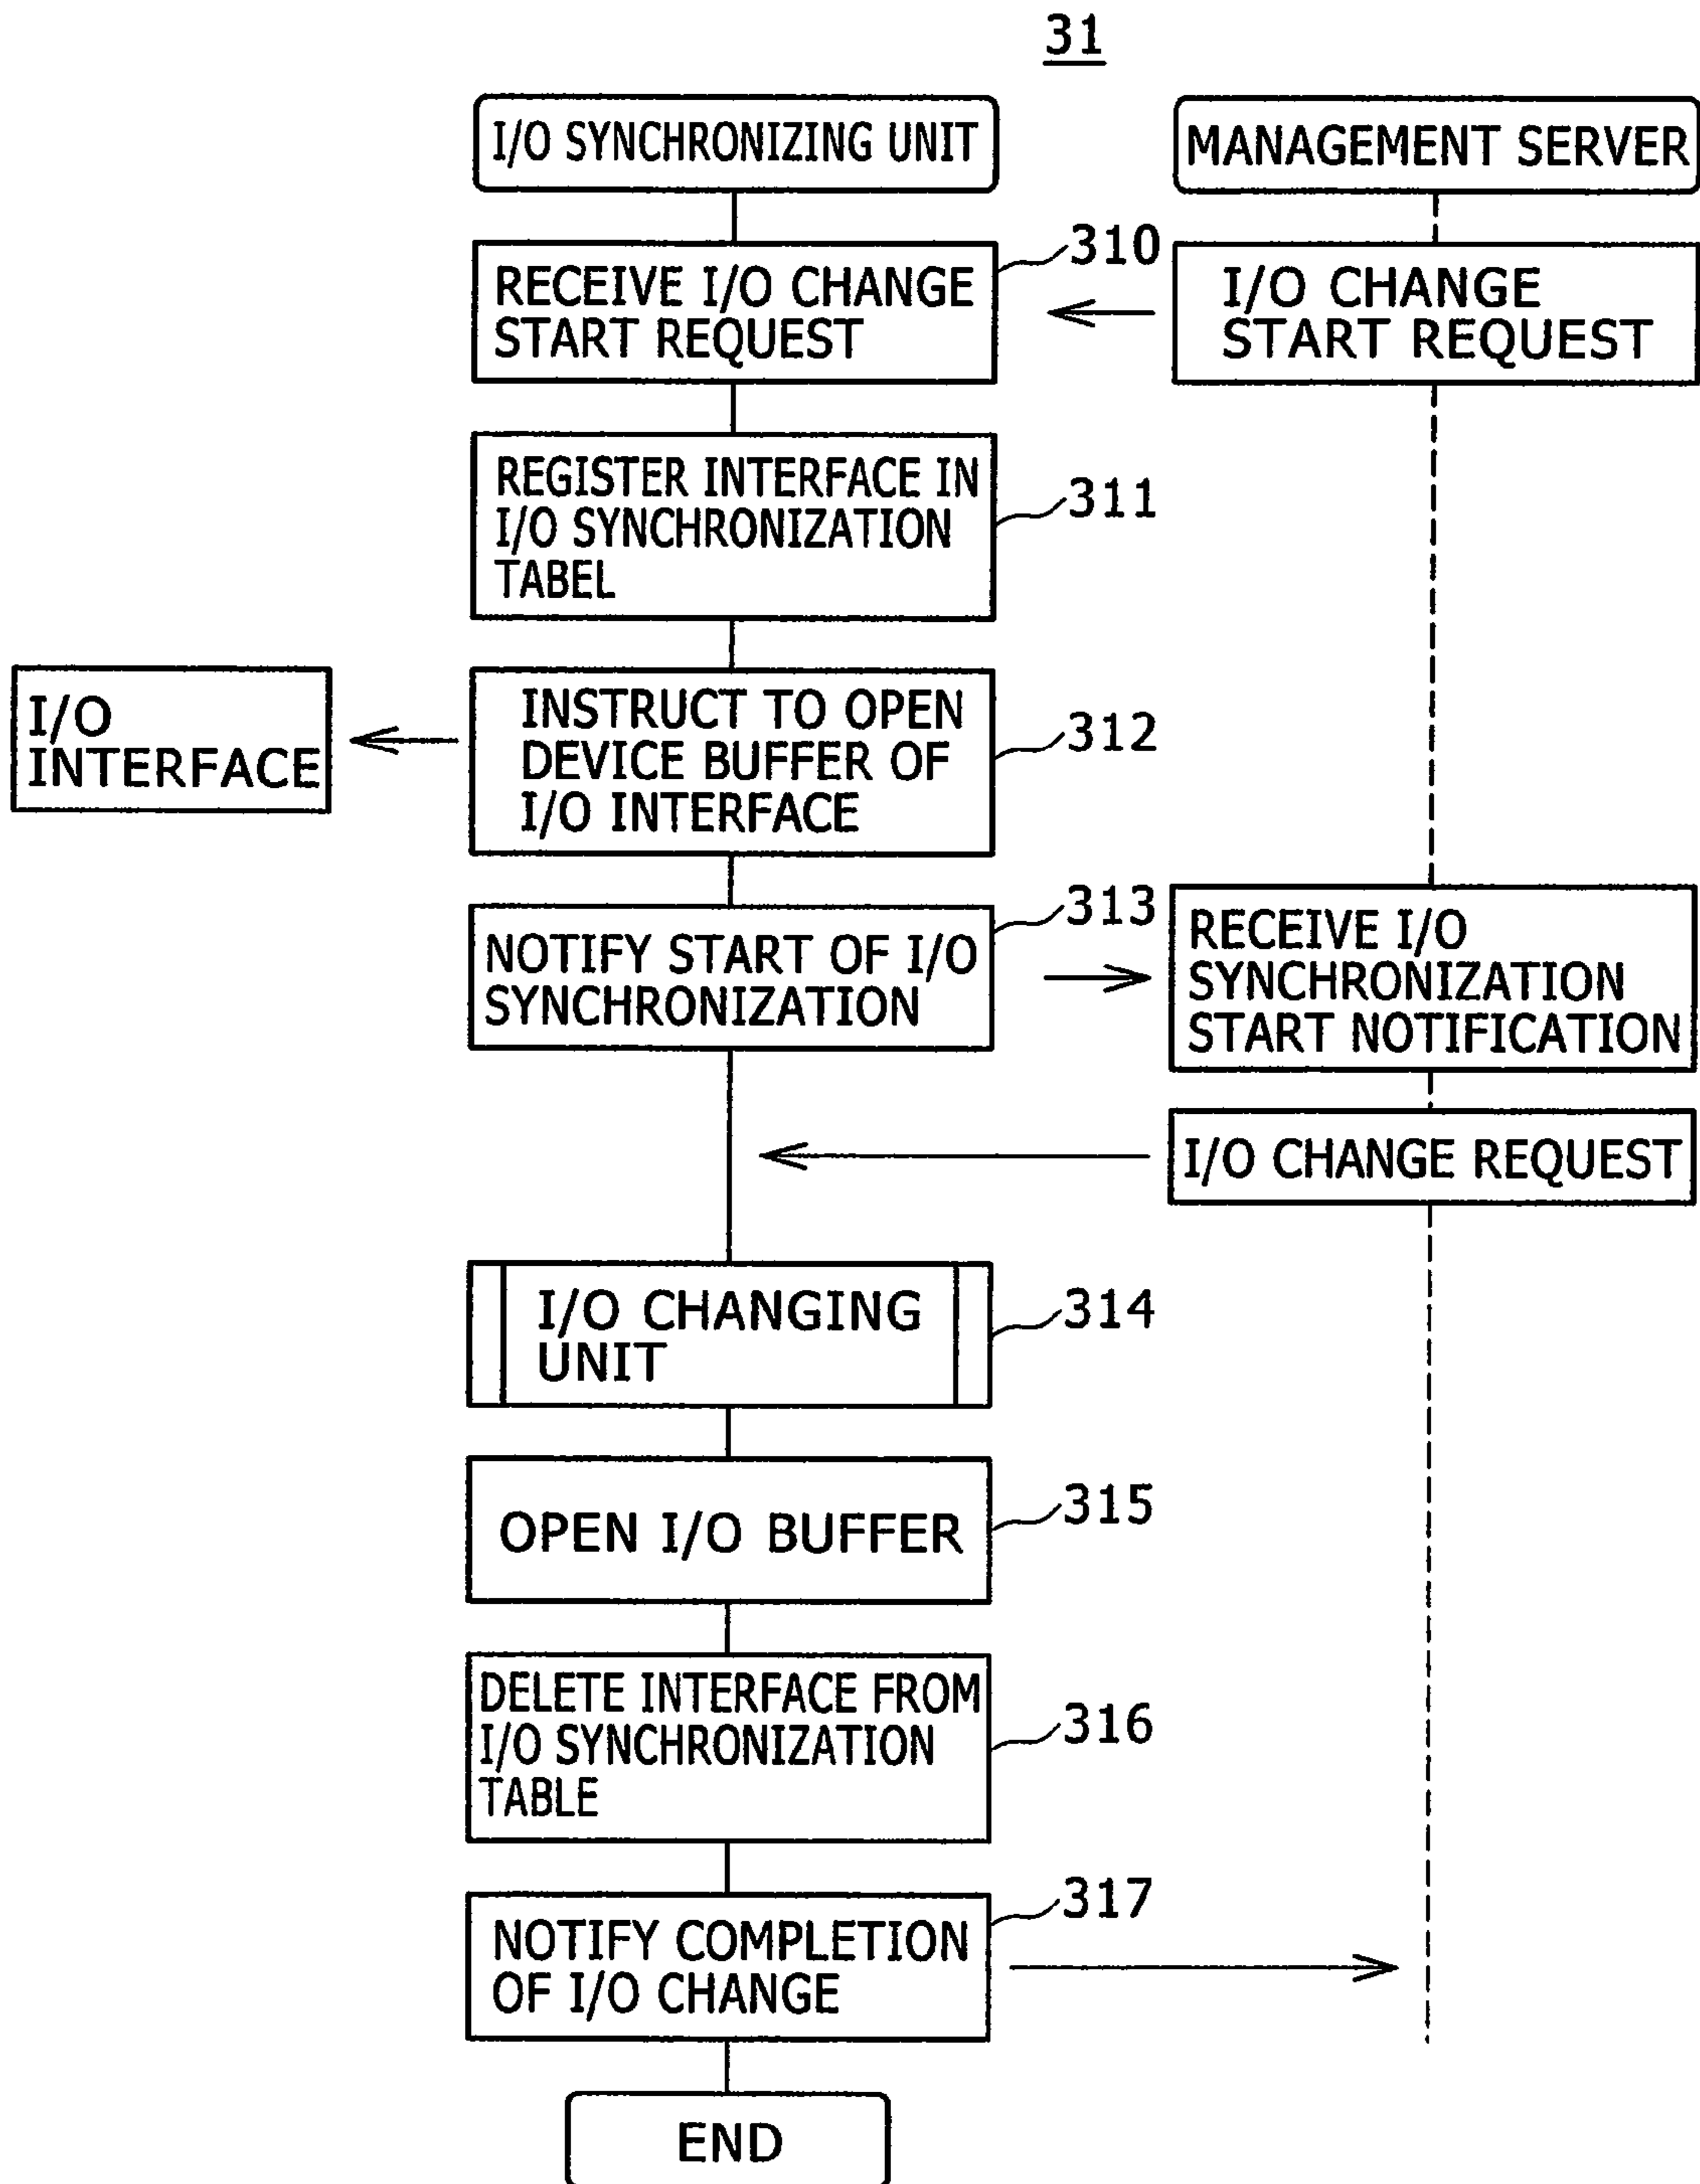 31
I/O SYNCHRONIZING UNIT
MANAGEMENT SERVER
310
RECEIVE I/O CHANGE
START REQUEST
I/O CHANGE
START REQUEST
REGISTER INTERFACE IN
I/O SYNCHRONIZATION
TABEL
311
I/O
INTERFACE
INSTRUCT TO OPEN
DEVICE BUFFER OF
I/O INTERFACE
312
313
NOTIFY START OF I/O
SYNCHRONIZATION
RECEIVE I/O
SYNCHRONIZATION
START NOTIFICATION
I/O CHANGE REQUEST
I/O CHANGING
UNIT
314
OPEN I/O BUFFER
315
DELETE INTERFACE FROM
I/O SYNCHRONIZATION
TABLE
316
317
NOTIFY COMPLETION
OF I/O CHANGE
END